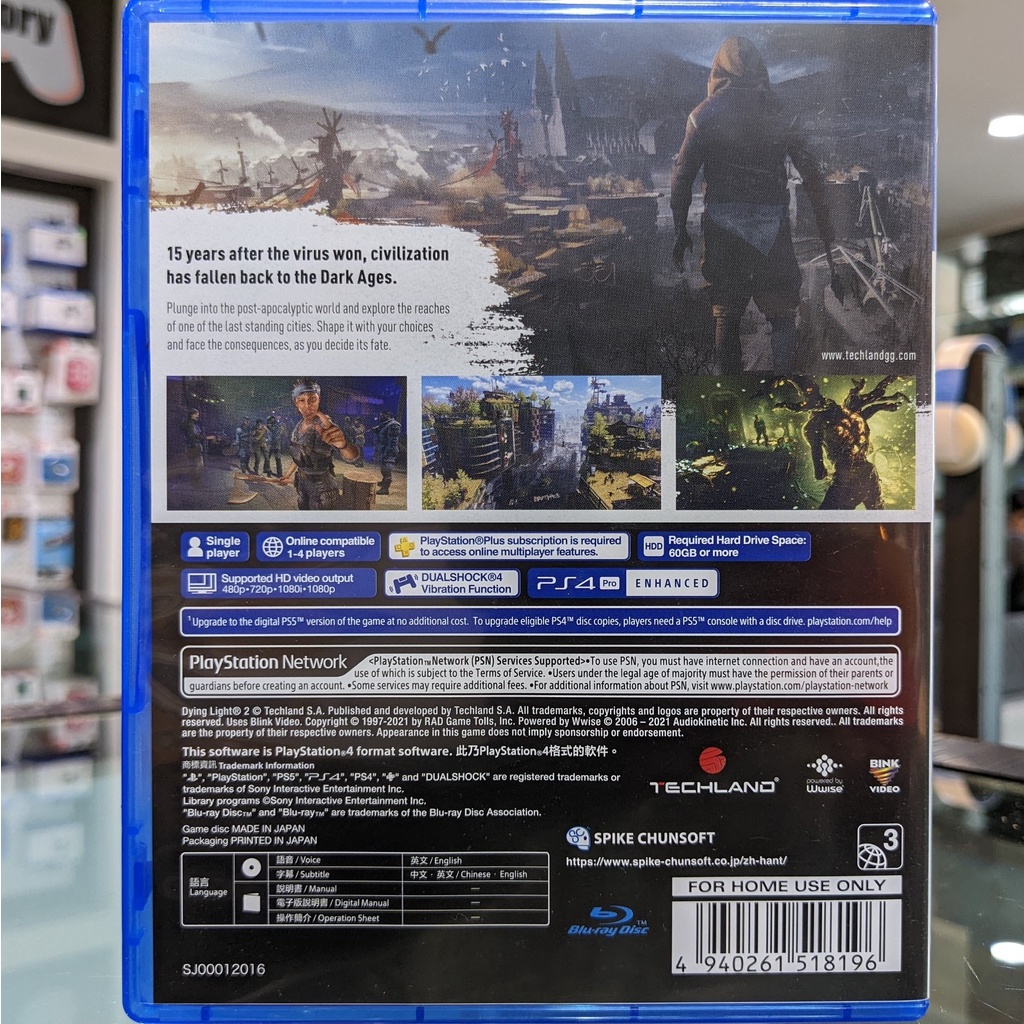 ory
15 years after the virus won, civilization
has fallen back to the Dark Ages.
Plunge into the post-apocalyptic world and explore the reaches
of one of the last standing cities. Shape it with your choices
and face the consequences, as you decide its fate.
www.techlandgg.com
Single player
Online compatible 1-4 players
PlayStation®Plus subscription is required to access online multiplayer features.
HDD Required Hard Drive Space: 60GB or more
Supported HD video output 480p•720p•1080i•1080p
DUALSHOCK®4 Vibration Function
PS4 Pro ENHANCED
¹Upgrade to the digital PS5™ version of the game at no additional cost. To upgrade eligible PS4™ disc copies, players need a PS5™ console with a disc drive. playstation.com/help
PlayStation Network <PlayStation™Network (PSN) Services Supported>•To use PSN, you must have internet connection and have an account,the
use of which is subject to the Terms of Service. •Users under the legal age of majority must have the permission of their parents or
guardians before creating an account. •Some services may require additional fees. •For additional information about PSN, visit www.playstation.com/playstation-network
Dying Light® 2 © Techland S.A. Published and developed by Techland S.A. All trademarks, copyrights and logos are property of their respective owners. All rights
reserved. Uses Blink Video. Copyright © 1997-2021 by RAD Game Tolls, Inc. Powered by Wwise © 2006 – 2021 Audiokinetic Inc. All rights reserved.. All trademarks
are the property of their respective owners. Appearance in this game does not imply sponsorship or endorsement.
This software is PlayStation®4 format software. 此乃PlayStation®4格式的軟件。
商標資訊 Trademark Information
" ", "PlayStation", "PS5", "PS4", "PS4", " " and "DUALSHOCK" are registered trademarks or
trademarks of Sony Interactive Entertainment Inc.
Library programs ©Sony Interactive Entertainment Inc.
"Blu-ray Disc™" and "Blu-ray™" are trademarks of the Blu-ray Disc Association.
TECHLAND®
powered by Wwise
BINK VIDEO
Game disc MADE IN JAPAN
Packaging PRINTED IN JAPAN
SPIKE CHUNSOFT
3
https://www.spike-chunsoft.co.jp/zh-hant/
語言 Language
語音 / Voice 英文 / English
字幕 / Subtitle 中文 · 英文 / Chinese · English
說明書 / Manual —
電子版說明書 / Digital Manual —
操作簡介 / Operation Sheet —
Blu-ray Disc™
FOR HOME USE ONLY
4 940261 518196
SJ00012016